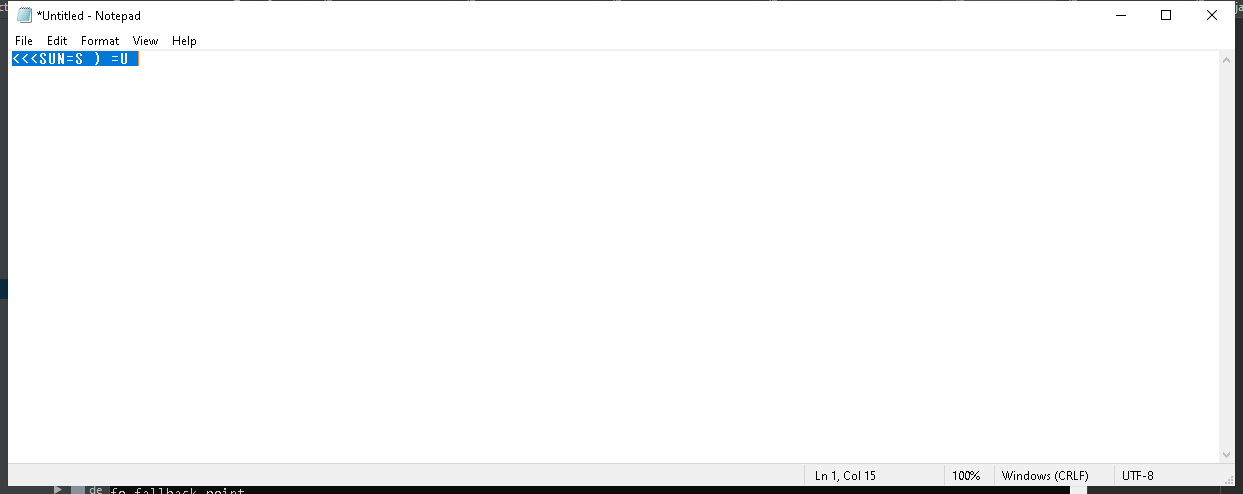 *Untitled - Notepad
File Edit Format View Help
<<<SUN=S ) =U
Ln 1, Col 15 100% Windows (CRLF) UTF-8
de fo fallback point